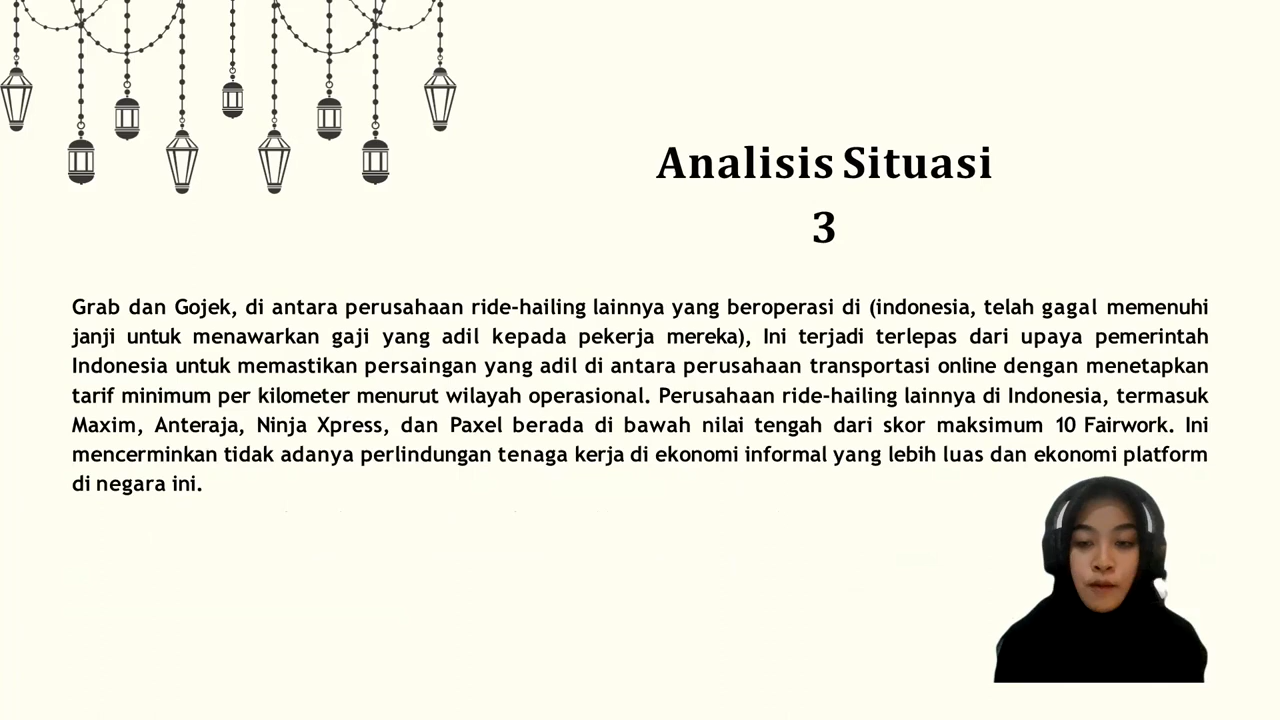 Analisis Situasi
3
Grab dan Gojek, di antara perusahaan ride-hailing lainnya yang beroperasi di (indonesia, telah gagal memenuhi
janji untuk menawarkan gaji yang adil kepada pekerja mereka), Ini terjadi terlepas dari upaya pemerintah
Indonesia untuk memastikan persaingan yang adil di antara perusahaan transportasi online dengan menetapkan
tarif minimum per kilometer menurut wilayah operasional. Perusahaan ride-hailing lainnya di Indonesia, termasuk
Maxim, Anteraja, Ninja Xpress, dan Paxel berada di bawah nilai tengah dari skor maksimum 10 Fairwork. Ini
mencerminkan tidak adanya perlindungan tenaga kerja di ekonomi informal yang lebih luas dan ekonomi platform
di negara ini.